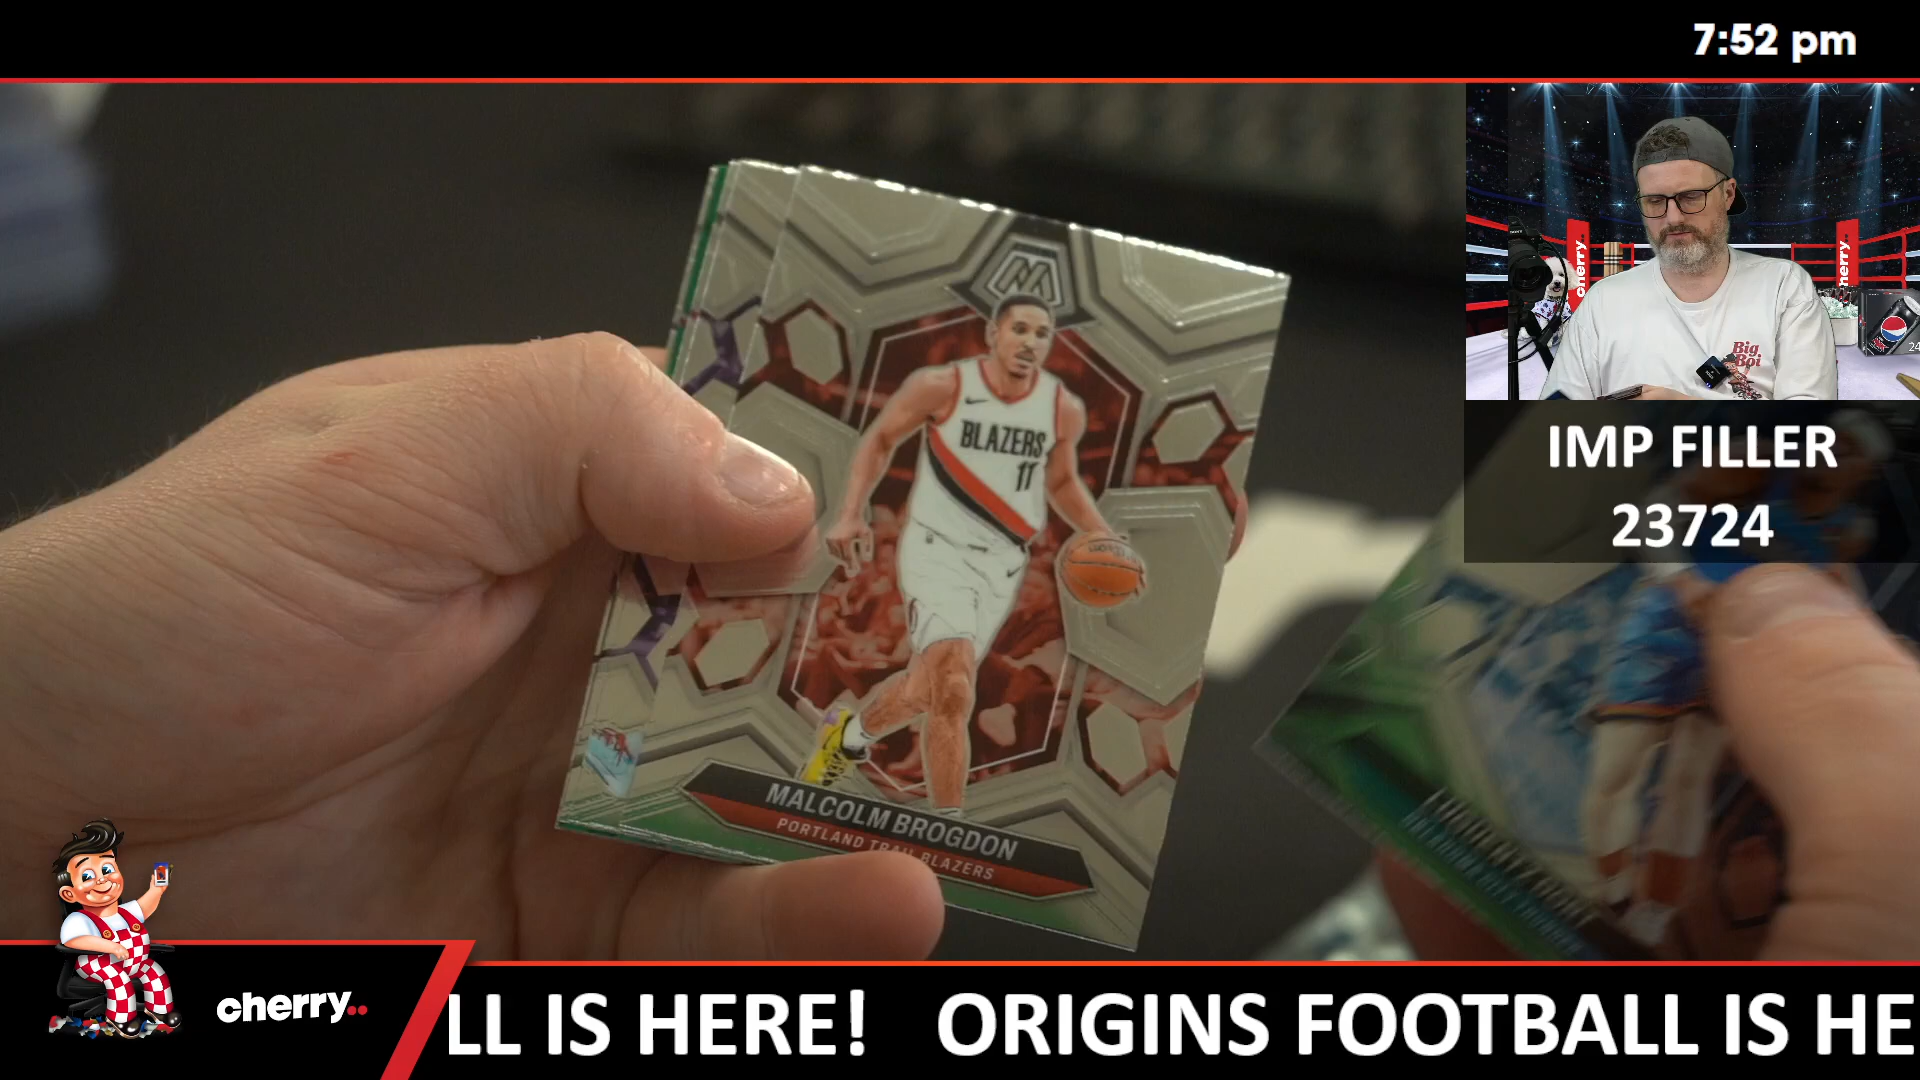 7:52 pm
BLAZERS
11
MALCOLM BROGDON
PORTLAND TRAIL BLAZERS
cherry
cherry
Big
Boi
IMP FILLER
23724
cherry..
LL IS HERE! ORIGINS FOOTBALL IS HE